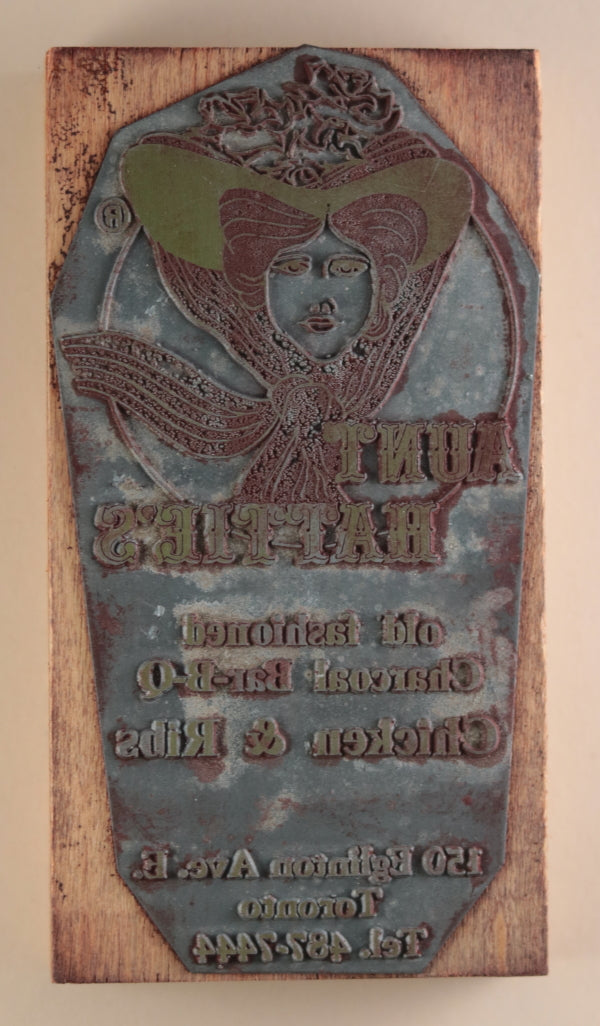 ®
AUNT
HATTIE'S
old fashioned
Charcoal Bar-B-Q
Chicken & Ribs
150 Eglinton Ave. E.
Toronto
Tel. 487-7444